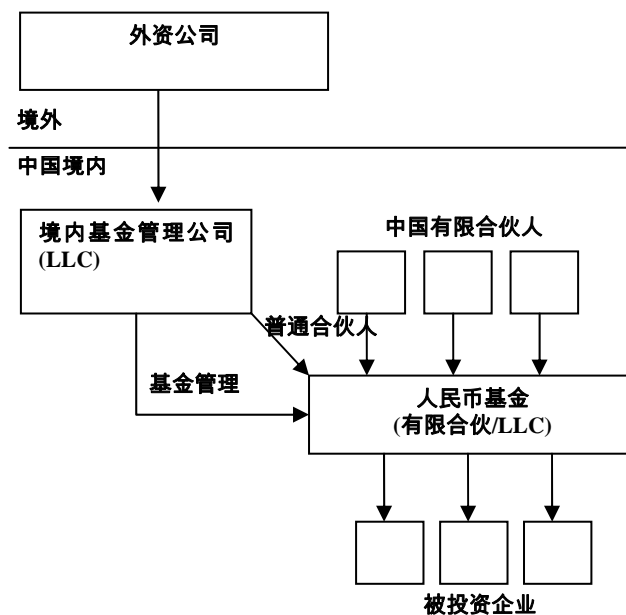 外资公司
境外
中国境内
境内基金管理公司
(LLC)
中国有限合伙人
普通合伙人
基金管理
人民币基金
(有限合伙/LLC)
被投资企业